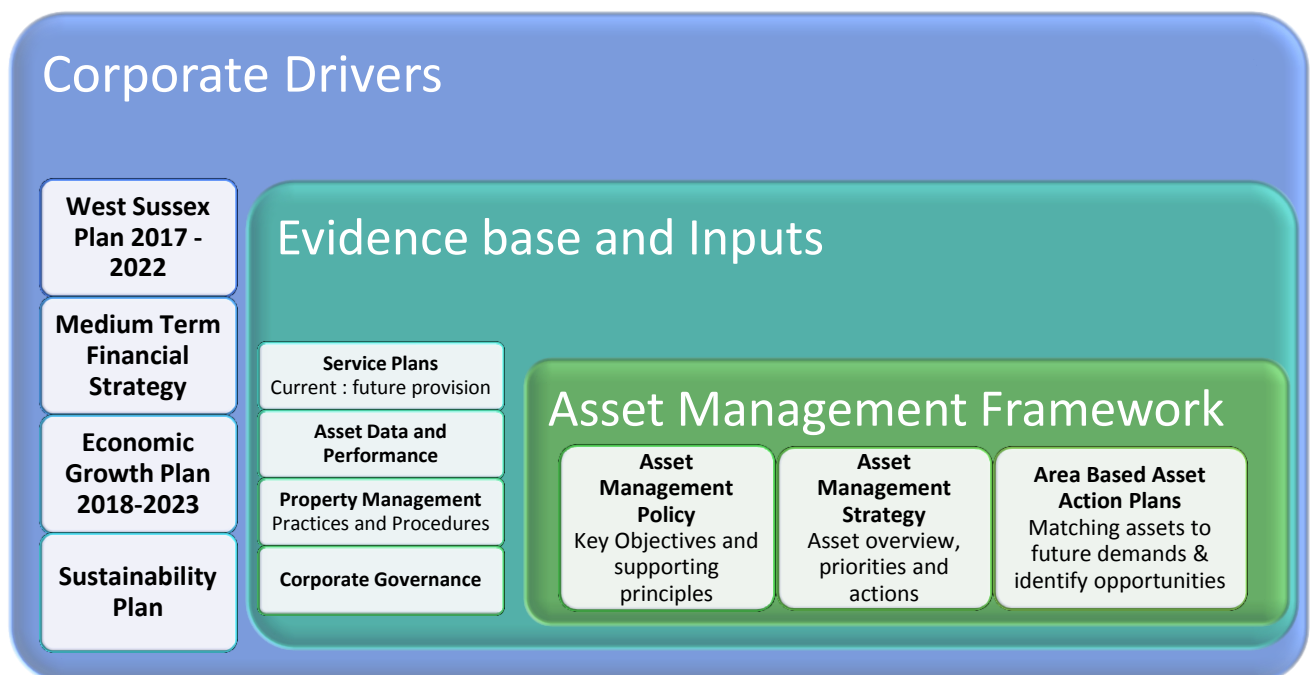 Corporate Drivers
West Sussex
Plan 2017 -
2022
Medium Term
Financial
Strategy
Economic
Growth Plan
2018-2023
Sustainability
Plan
Evidence base and Inputs
Service Plans
Current : future provision
Asset Data and
Performance
Property Management
Practices and Procedures
Corporate Governance
Asset Management Framework
Asset
Management
Policy
Key Objectives and
supporting
principles
Asset
Management
Strategy
Asset overview,
priorities and
actions
Area Based Asset
Action Plans
Matching assets to
future demands &
identify opportunities